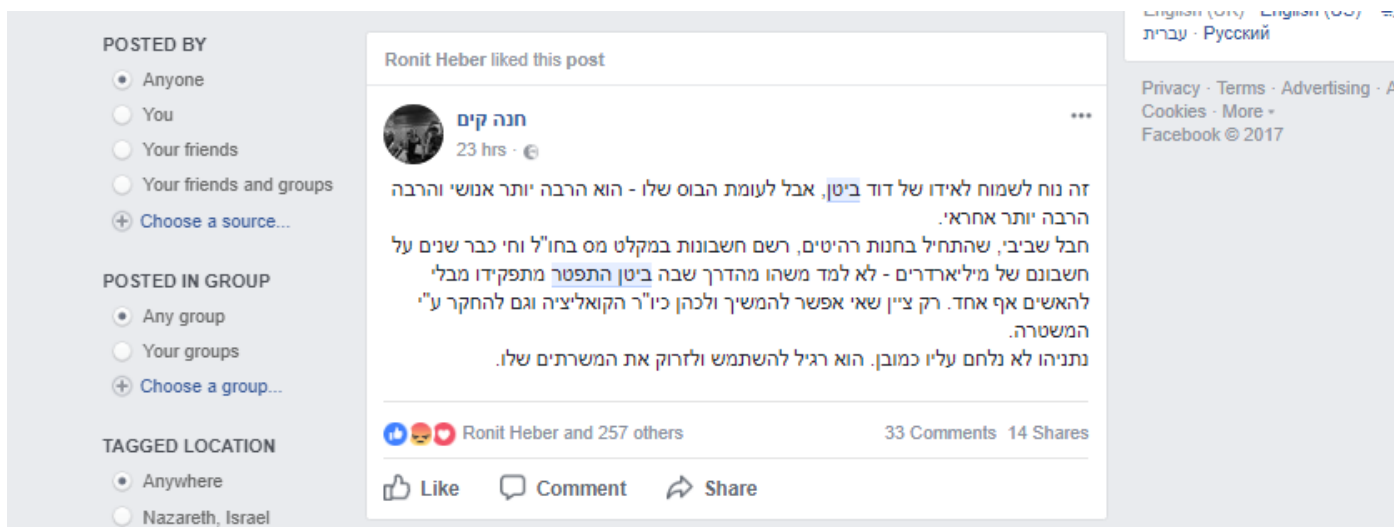 POSTED BY
Anyone
You
Your friends
Your friends and groups
Choose a source...
POSTED IN GROUP
Any group
Your groups
Choose a group...
TAGGED LOCATION
Anywhere
Nazareth, Israel
Ronit Heber liked this post
חנה קים
23 hrs ·
זה נוח לשמוח לאידו של דוד ביטן, אבל לעומת הבוס שלו - הוא הרבה יותר אנושי והרבה
הרבה יותר אחראי.
חבל שביבי, שהתחיל בחנות רהיטים, רשם חשבונות במקלט מס בחו"ל וחי כבר שנים על
חשבונם של מיליארדרים - לא למד משהו מהדרך שבה ביטן התפטר מתפקידו מבלי
להאשים אף אחד. רק ציין שאי אפשר להמשיך ולכהן כיו"ר הקואליציה וגם להחקר ע"י
המשטרה.
נתניהו לא נלחם עליו כמובן. הוא רגיל להשתמש ולזרוק את המשרתים שלו.
Ronit Heber and 257 others
33 Comments 14 Shares
Like Comment Share
English (UK) · English (US) ·
עברית · Русский
Privacy · Terms · Advertising ·
Cookies · More
Facebook © 2017